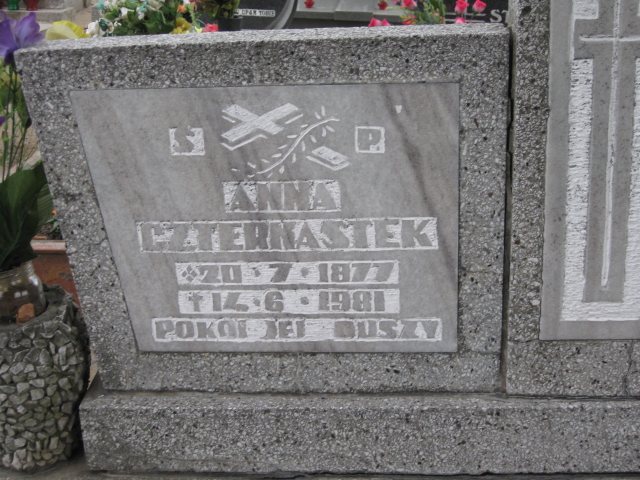 Ś P
ANNA
CZTERNASTEK
*20·7·1877
†14·6·1981
POKÓJ JEJ DUSZY